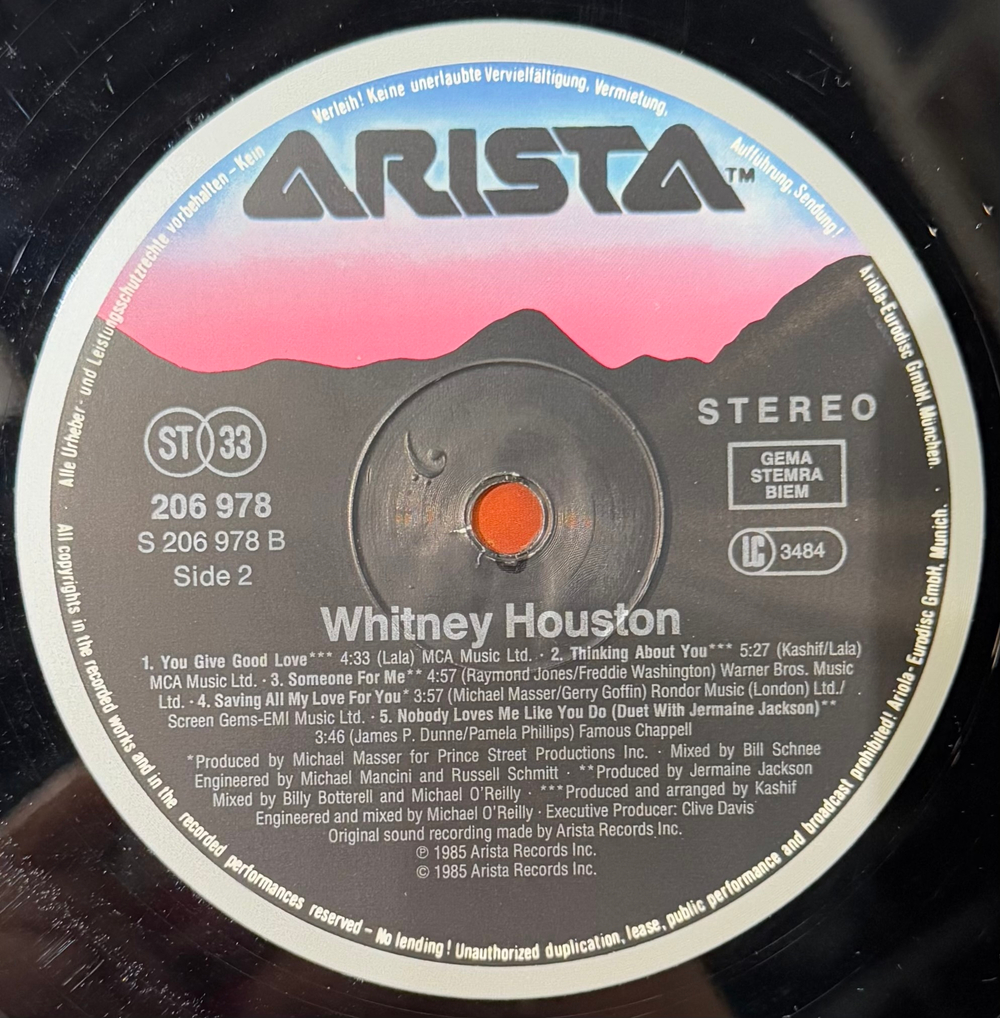 Alle Urheber- und Leistungsschutzrechte vorbehalten – Kein Verleih! Keine unerlaubte Vervielfältigung, Vermietung, Aufführung, Sendung!
ARISTA™
Ariola-Eurodisc GmbH, München.
STEREO
ST 33
GEMA
STEMRA
BIEM
206 978
S 206 978 B
Side 2
LC 3484
Whitney Houston
1. You Give Good Love*** 4:33 (Lala) MCA Music Ltd. · 2. Thinking About You*** 5:27 (Kashif/Lala)
MCA Music Ltd. · 3. Someone For Me** 4:57 (Raymond Jones/Freddie Washington) Warner Bros. Music
Ltd. · 4. Saving All My Love For You* 3:57 (Michael Masser/Gerry Goffin) Rondor Music (London) Ltd./
Screen Gems-EMI Music Ltd. · 5. Nobody Loves Me Like You Do (Duet With Jermaine Jackson)**
3:46 (James P. Dunne/Pamela Phillips) Famous Chappell
*Produced by Michael Masser for Prince Street Productions Inc. · Mixed by Bill Schnee
Engineered by Michael Mancini and Russell Schmitt · **Produced by Jermaine Jackson
Mixed by Billy Botterell and Michael O'Reilly · ***Produced and arranged by Kashif
Engineered and mixed by Michael O'Reilly · Executive Producer: Clive Davis
Original sound recording made by Arista Records Inc.
℗ 1985 Arista Records Inc.
© 1985 Arista Records Inc.
All copyrights in the recorded works and in the recorded performances reserved – No lending! Unauthorized duplication, lease, public performance and broadcast prohibited! Ariola-Eurodisc GmbH, Munich.